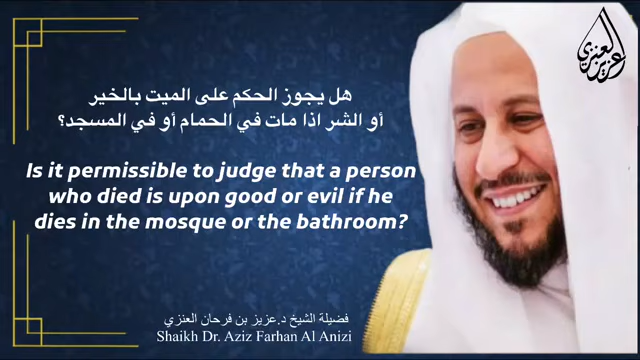 عزيز العنزي
هل يجوز الحكم على الميت بالخير
أو الشر اذا مات في الحمام أو في المسجد؟
Is it permissible to judge that a person
who died is upon good or evil if he
dies in the mosque or the bathroom?
فضيلة الشيخ د.عزيز بن فرحان العنزي
Shaikh Dr. Aziz Farhan Al Anizi